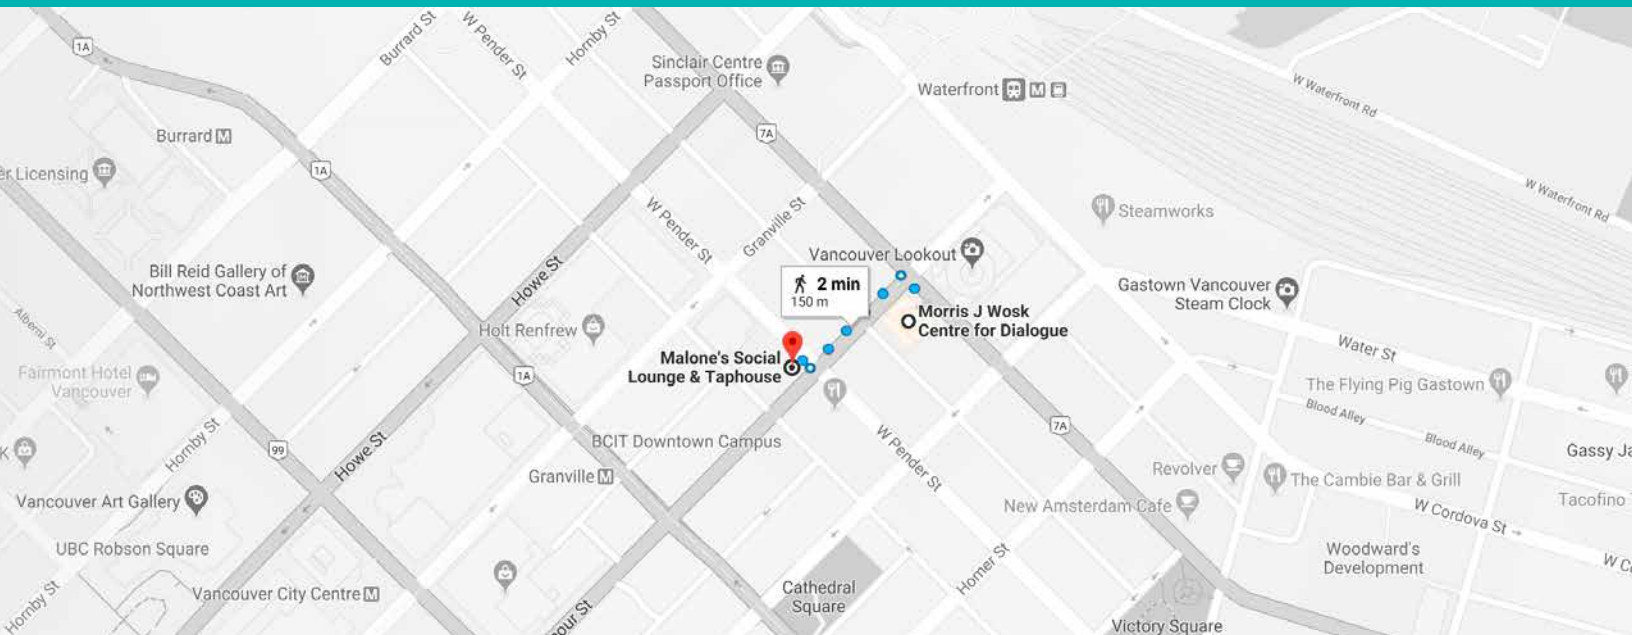 1A
Burrard St
W Pender St
Hornby St
Sinclair Centre
Passport Office
Waterfront
W Waterfront Rd
Burrard
7A
1A
er Licensing
W Waterfront Rd
Steamworks
W Pender St
Granville St
Vancouver Lookout
Bill Reid Gallery of
Northwest Coast Art
Howe St
2 min
150 m
Gastown Vancouver
Steam Clock
Morris J Wosk
Centre for Dialogue
Alberni St
Holt Renfrew
Malone's Social
Lounge & Taphouse
Water St
Fairmont Hotel
Vancouver
1A
The Flying Pig Gastown
Blood Alley
Blood Alley
Hornby St
99
Howe St
BCIT Downtown Campus
W Pender St
7A
Gassy Ja
K
Granville
Revolver
The Cambie Bar & Grill
Vancouver Art Gallery
New Amsterdam Cafe
Tacofino
W Cordova St
UBC Robson Square
Woodward's
Development
W Co
Hornby St
Vancouver City Centre
Homer St
Cathedral
Square
our St
Victory Square